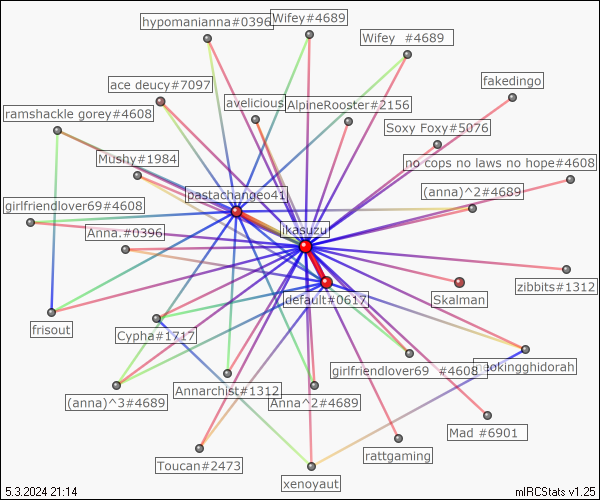 hypomanianna#0396
Wifey#4689
Wifey #4689
ace deucy#7097
fakedingo
avelicious
AlpineRooster#2156
ramshackle gorey#4608
Soxy Foxy#5076
Mushy#1984
no cops no laws no hope#4608
pastachangeo41
(anna)^2#4689
girlfriendlover69#4608
Anna.#0396
ikasuzu
default#0617
Skalman
zibbits#1312
frisout
Cypha#1717
girlfriendlover69 #4608
neokingghidorah
Annarchist#1312
(anna)^3#4689
Anna^2#4689
Mad #6901
rattgaming
Toucan#2473
xenoyaut
5.3.2024 21:14
mIRCStats v1.25